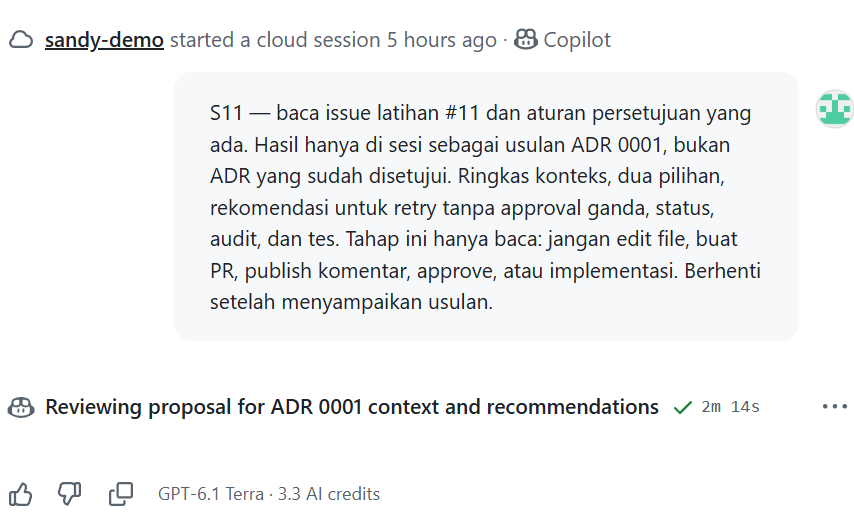 sandy-demo started a cloud session 5 hours ago · Copilot
S11 — baca issue latihan #11 dan aturan persetujuan yang
ada. Hasil hanya di sesi sebagai usulan ADR 0001, bukan
ADR yang sudah disetujui. Ringkas konteks, dua pilihan,
rekomendasi untuk retry tanpa approval ganda, status,
audit, dan tes. Tahap ini hanya baca: jangan edit file, buat
PR, publish komentar, approve, atau implementasi. Berhenti
setelah menyampaikan usulan.
Reviewing proposal for ADR 0001 context and recommendations 2m 14s
GPT-6.1 Terra · 3.3 AI credits